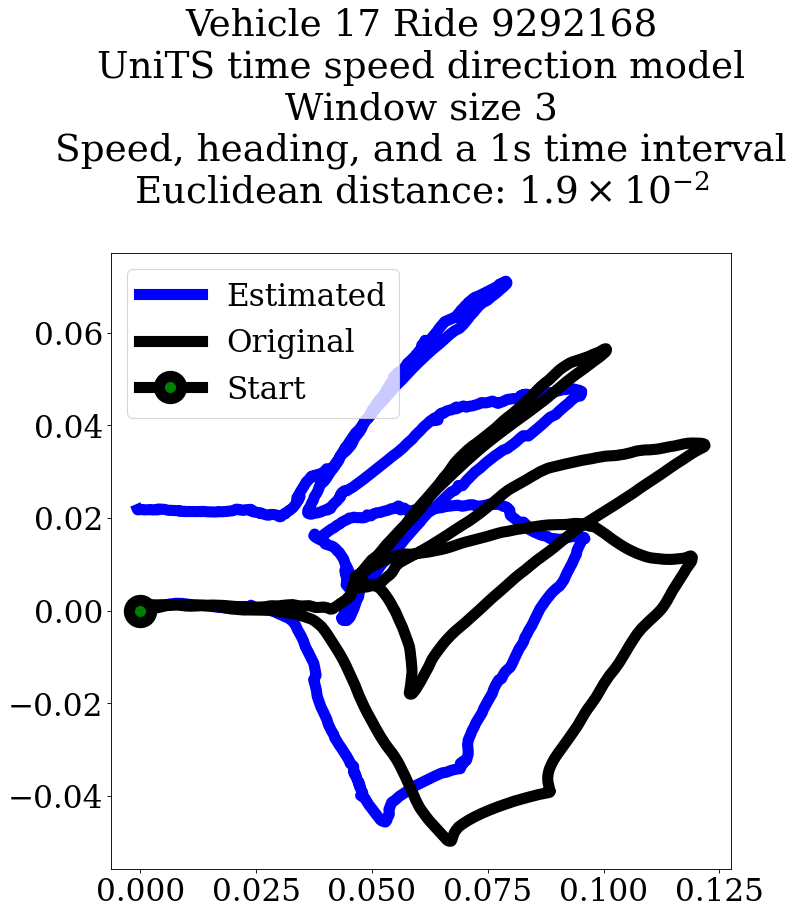 Vehicle 17 Ride 9292168
UniTS time speed direction model
Window size 3
Speed, heading, and a 1s time interval
Euclidean distance: 1.9 × 10⁻²
Estimated
Original
Start
0.06
0.04
0.02
0.00
−0.02
−0.04
0.000 0.025 0.050 0.075 0.100 0.125